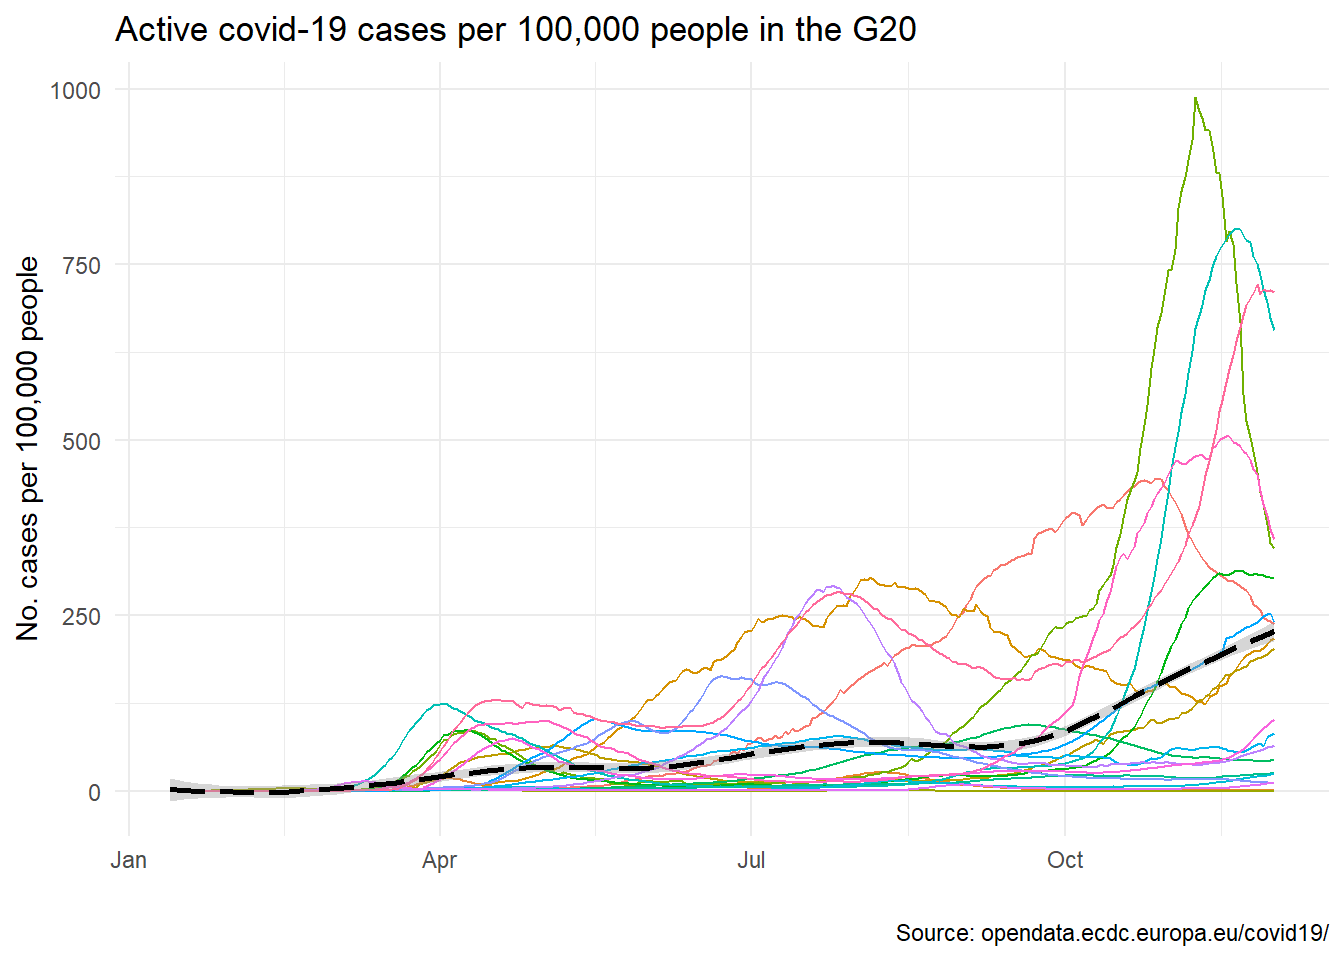 Active covid-19 cases per 100,000 people in the G20
No. cases per 100,000 people
1000
750
500
250
0
Jan Apr Jul Oct
Source: opendata.ecdc.europa.eu/covid19/